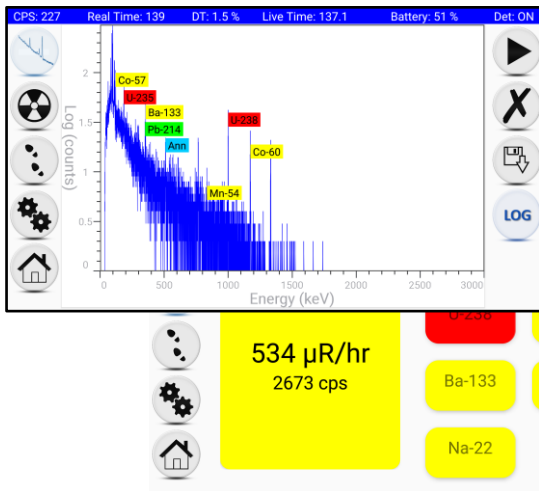 CPS: 227 Real Time: 139 DT: 1.5 % Live Time: 137.1 Battery: 51 % Det: ON
Log (counts)
2
1.5
1
0.5
0
Co-57
U-235
Ba-133
Pb-214
Ann
U-238
Co-60
Mn-54
0 500 1000 1500 2000 2500 3000
Energy (keV)
LOG
534 µR/hr
2673 cps
U-238
Ba-133
Na-22